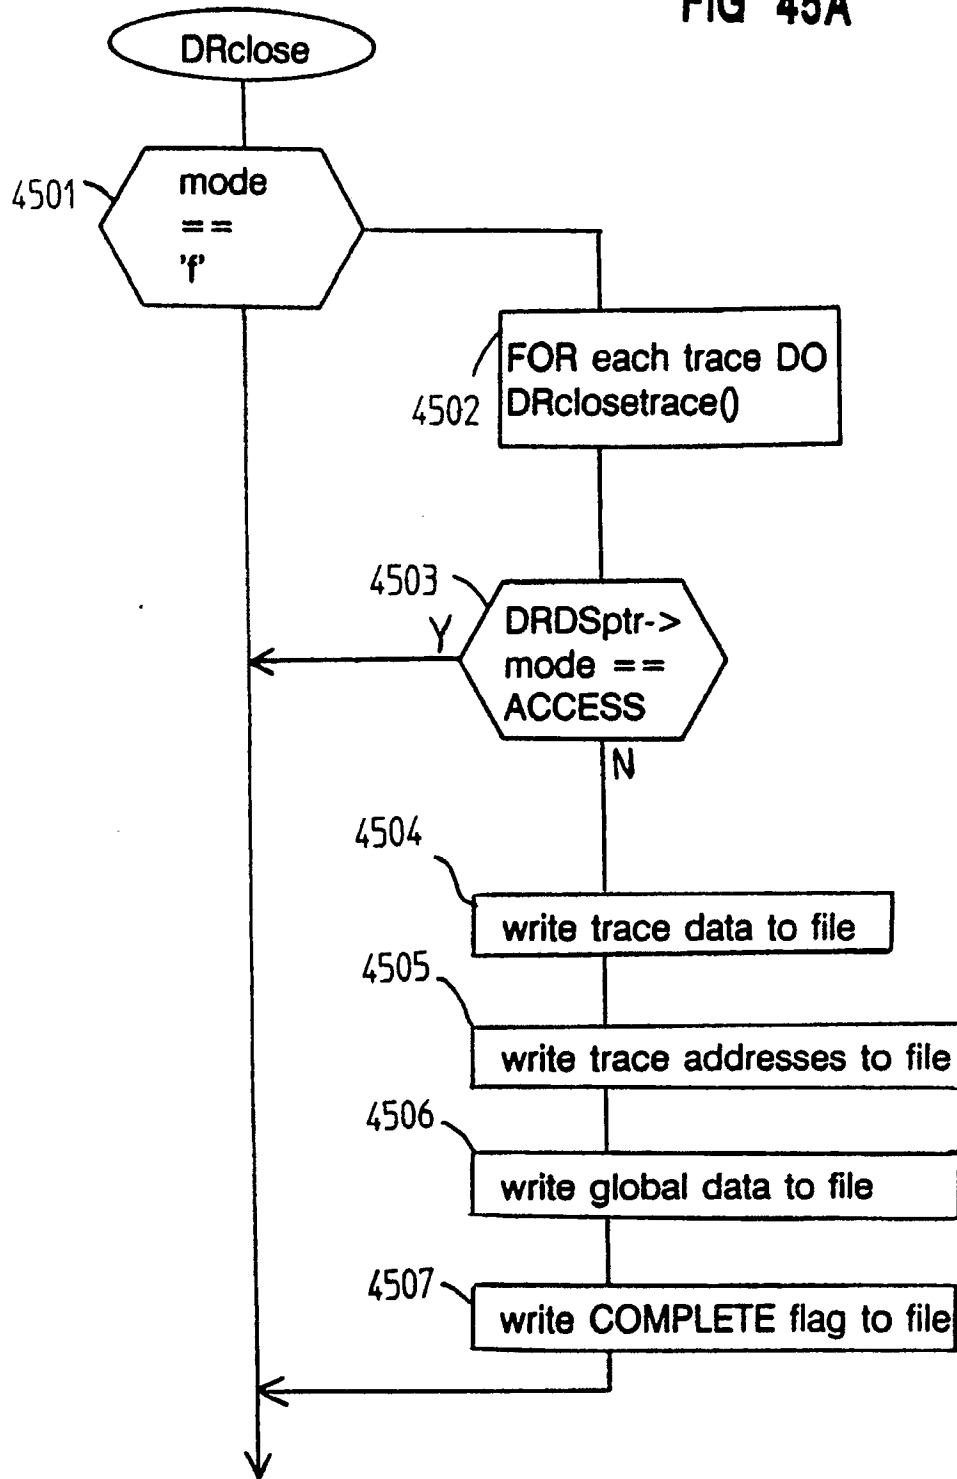 FIG 45A
DRclose
4501
mode
==
'f'
FOR each trace DO
DRclosetrace()
4502
4503
Y
DRDSptr->
mode ==
ACCESS
N
4504
write trace data to file
4505
write trace addresses to file
4506
write global data to file
4507
write COMPLETE flag to file